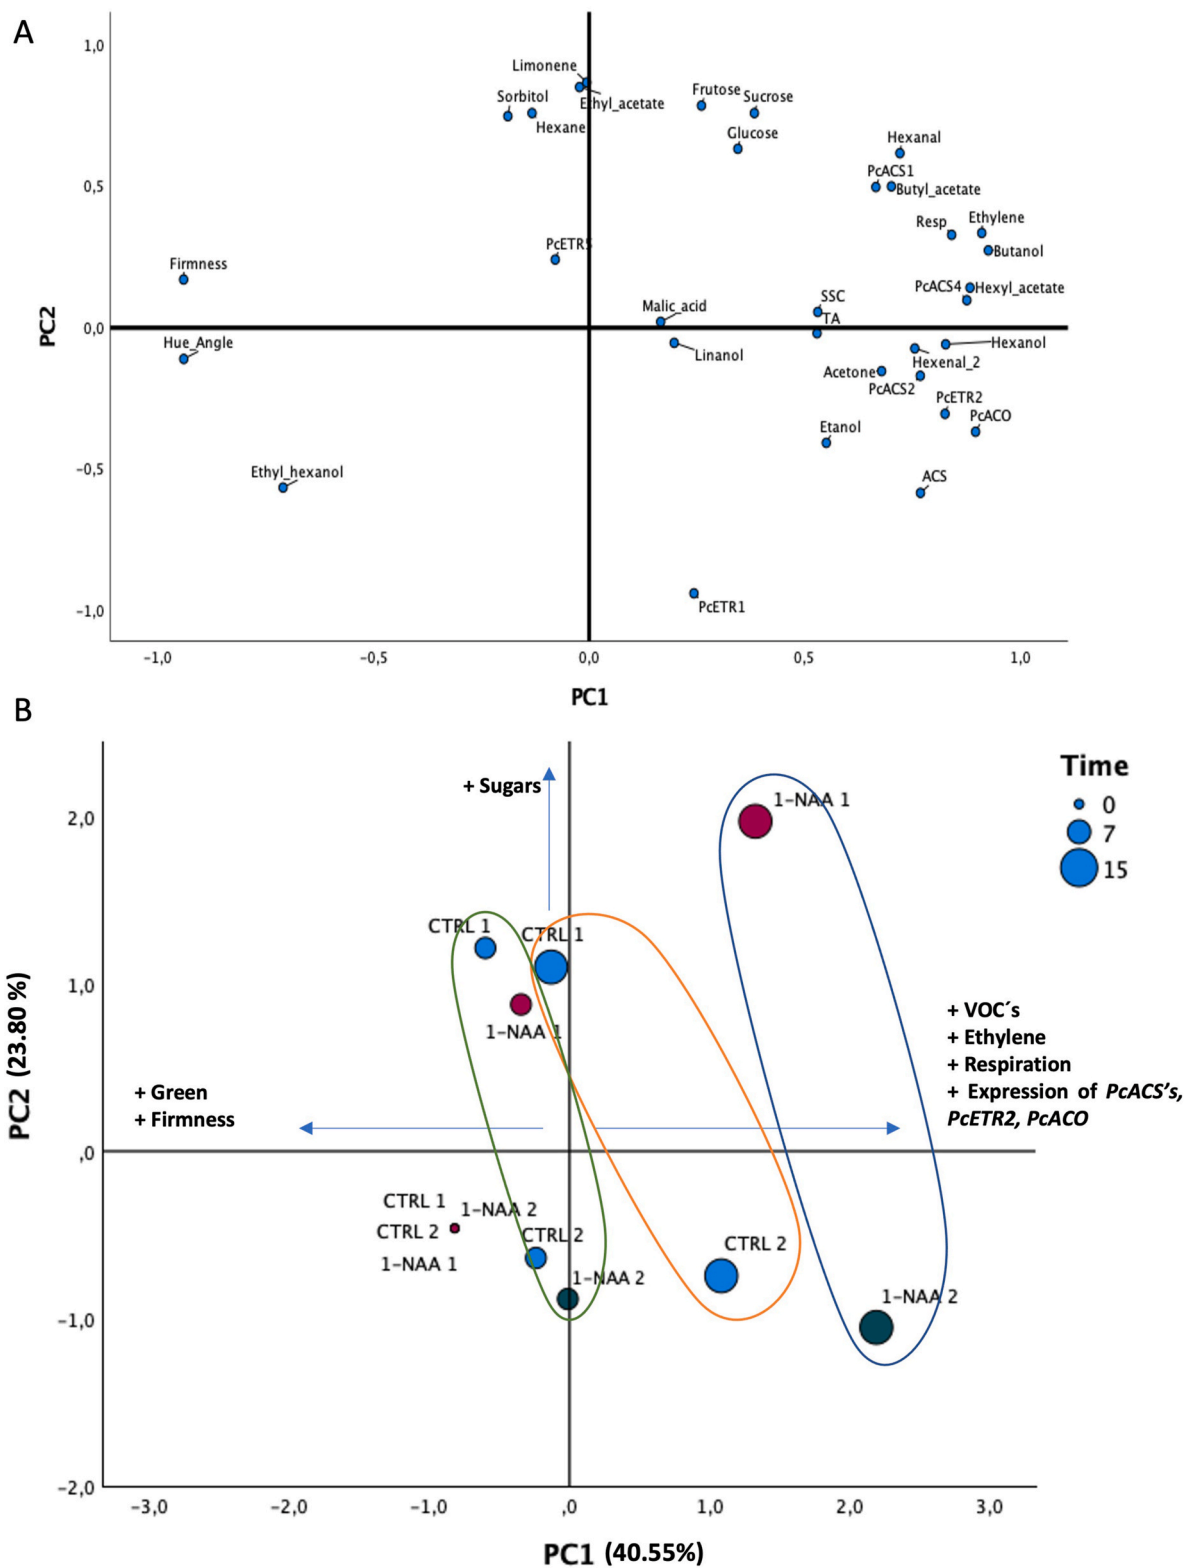 A
1,0
Limonene
Ethyl_acetate
Sorbitol
Hexane
Frutose
Sucrose
Glucose
Hexanal
PcACS1
0,5
Butyl_acetate
Resp
Ethylene
Butanol
PcETR5
Firmness
PcACS4
Hexyl_acetate
SSC
Malic_acid
TA
PC2
0,0
Hue_Angle
Linanol
Hexanol
Hexenal_2
Acetone
PcACS2
PcETR2
PcACO
Etanol
-0,5
Ethyl_hexanol
ACS
-1,0
PcETR1
-1,0
-0,5
0,0
0,5
1,0
PC1
B
Time
0
7
15
+ Sugars
2,0
1-NAA 1
CTRL 1
CTRL 1
1,0
1-NAA 1
+ VOC´s
+ Ethylene
+ Respiration
+ Expression of PcACS’s,
PcETR2, PcACO
+ Green
+ Firmness
PC2 (23.80 %)
,0
CTRL 1
1-NAA 2
CTRL 2
1-NAA 1
CTRL 2
1-NAA 2
CTRL 2
1-NAA 2
-1,0
-2,0
-3,0
-2,0
-1,0
,0
1,0
2,0
3,0
PC1 (40.55%)